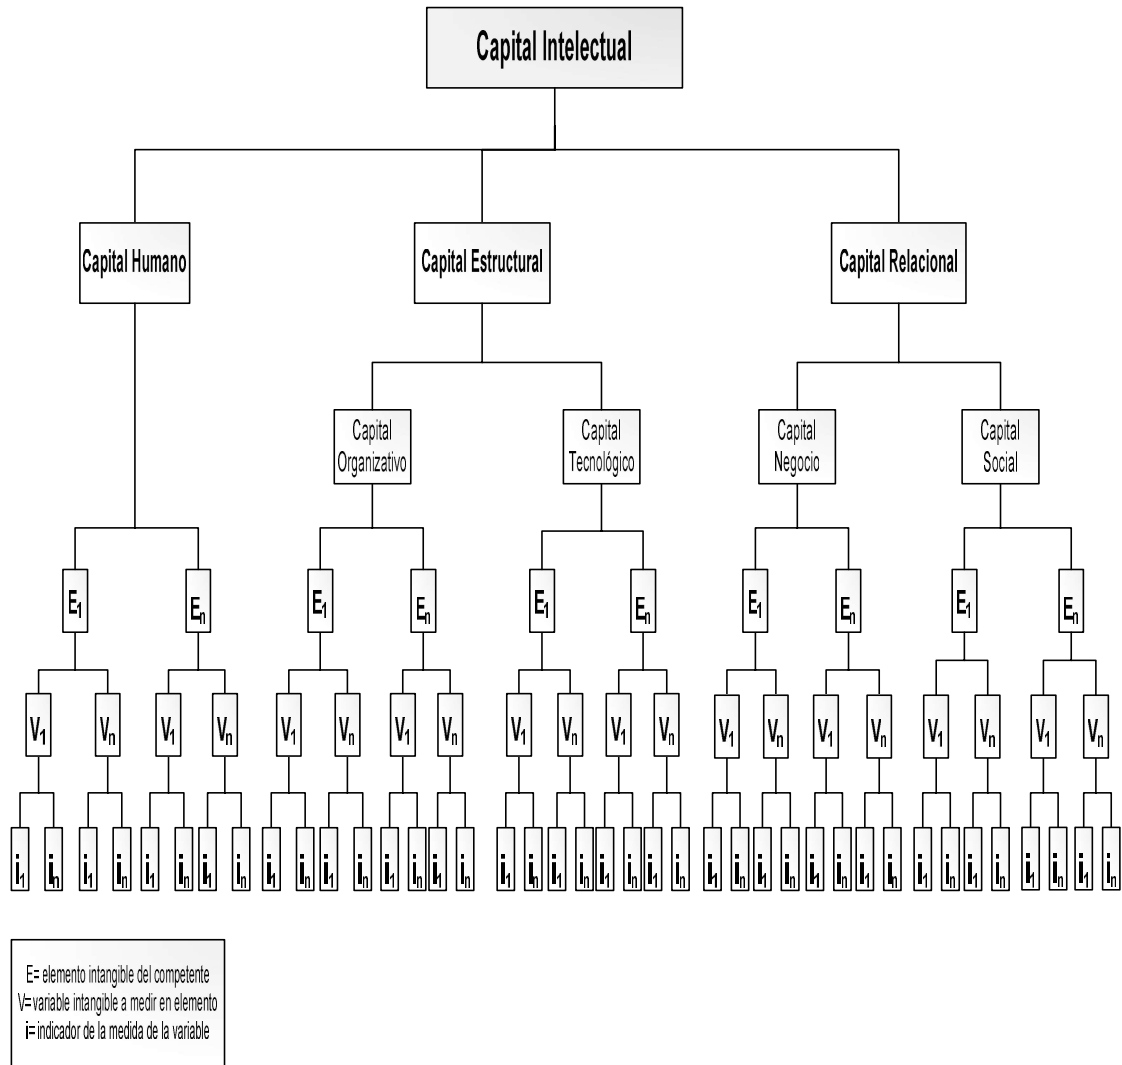 Capital Intelectual
Capital Humano
Capital Estructural
Capital Relacional
Capital
Organizativo
Capital
Tecnológico
Capital
Negocio
Capital
Social
E1 En E1 En E1 En E1 En E1 En
V1 Vn V1 Vn V1 Vn V1 Vn V1 Vn V1 Vn V1 Vn V1 Vn V1 Vn V1 Vn
i1 in i1 in i1 in i1 in i1 in i1 in i1 in i1 in i1 in i1 in i1 in i1 in i1 in i1 in i1 in i1 in i1 in i1 in i1 in i1 in
E= elemento intangible del competente
V=variable intangible a medir en elemento
i=indicador de la medida de la variable